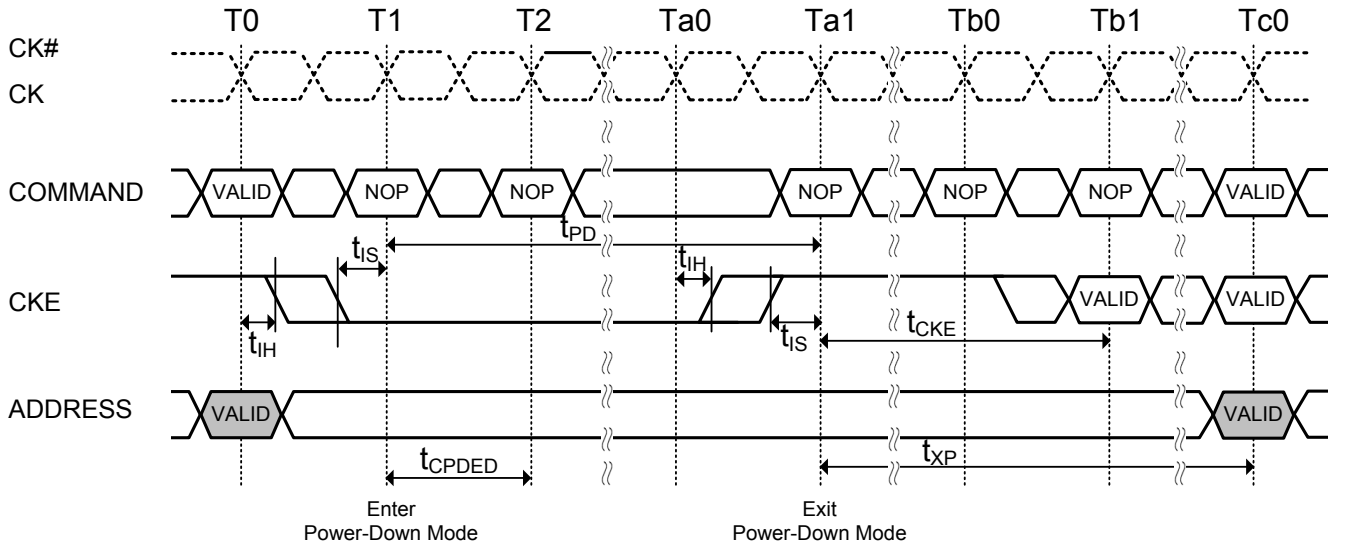 T0 T1 T2 Ta0 Ta1 Tb0 Tb1 Tc0
CK#
CK
COMMAND VALID NOP NOP NOP NOP NOP VALID
tPD
tIS tIH
CKE VALID VALID
tIH tIS tCKE
ADDRESS VALID VALID
tCPDED tXP
Enter Exit
Power-Down Mode Power-Down Mode